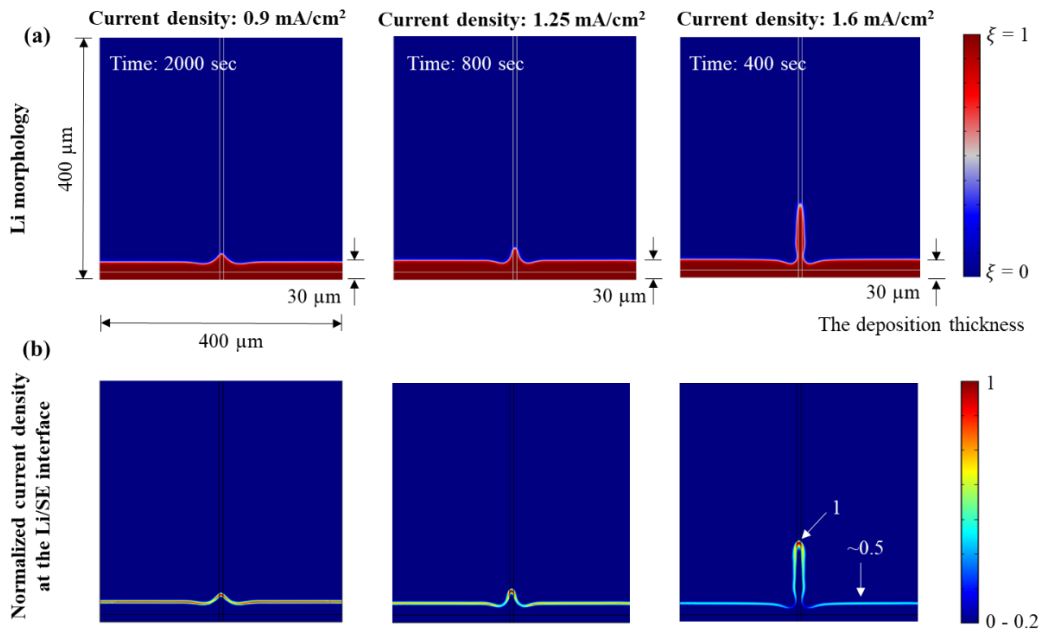 Current density: 0.9 mA/cm²
Current density: 1.25 mA/cm²
Current density: 1.6 mA/cm²
(a)
Time: 2000 sec
Time: 800 sec
Time: 400 sec
ξ = 1
Li morphology
400 µm
30 µm
30 µm
ξ = 0
400 µm
The deposition thickness
(b)
Normalized current density
at the Li/SE interface
1
1
~0.5
0 - 0.2